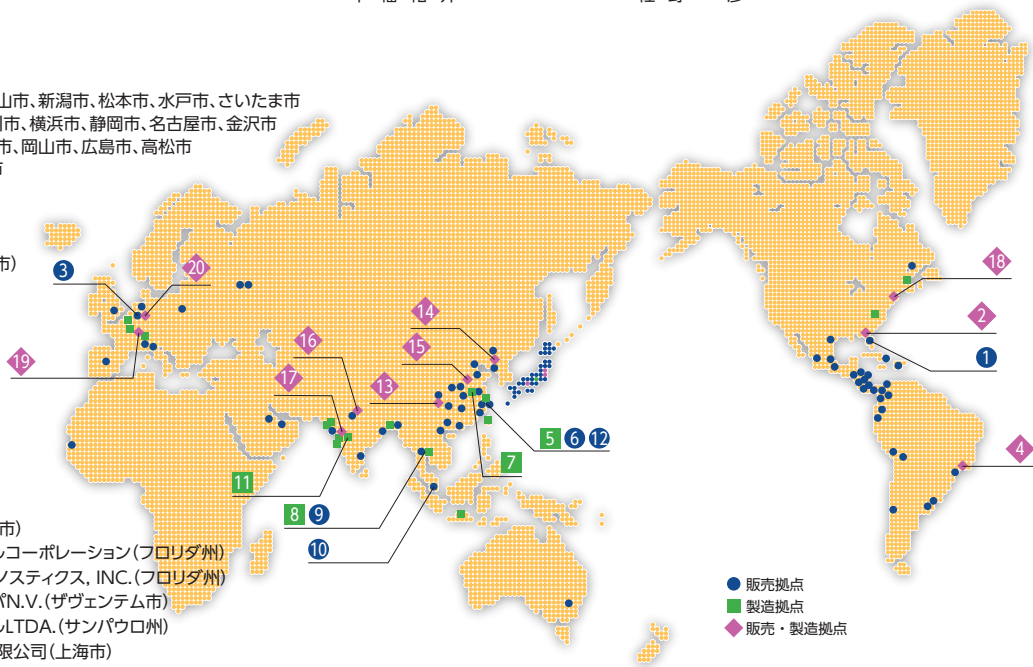 山市、新潟市、松本市、水戸市、さいたま市
市、横浜市、静岡市、名古屋市、金沢市
市、岡山市、広島市、高松市
市)
3
20
18
14
2
16
15
19
17
13
1
5 6 12
7
4
11
8 9
10
市)
ルコーポレーション(フロリダ州)
ノスティクス, INC.(フロリダ州)
パN.V.(ザヴェンテム市)
ルLTDA.(サンパウロ州)
限公司(上海市)
販売拠点
製造拠点
販売・製造拠点